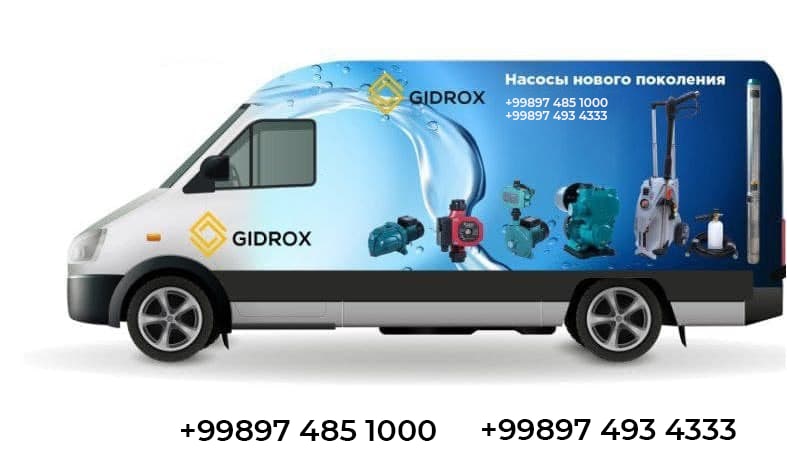 Насосы нового поколения
GIDROX
+99897 485 1000
+99897 493 4333
GIDROX
+99897 485 1000 +99897 493 4333